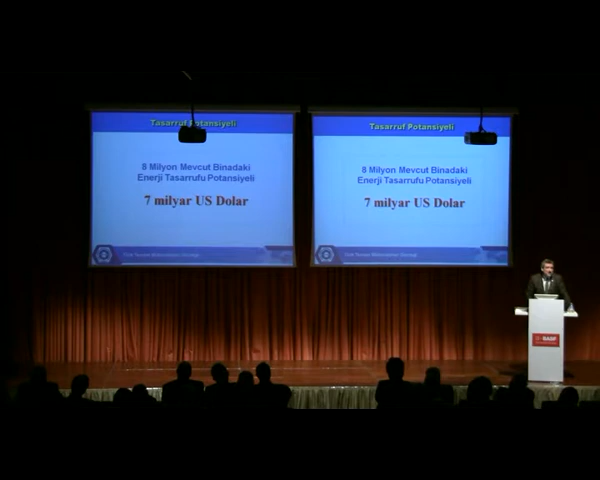 Tasarruf Potansiyeli
8 Milyon Mevcut Binadaki
Enerji Tasarrufu Potansiyeli
7 milyar US Dolar
Tasarruf Potansiyeli
8 Milyon Mevcut Binadaki
Enerji Tasarrufu Potansiyeli
7 milyar US Dolar
BASF